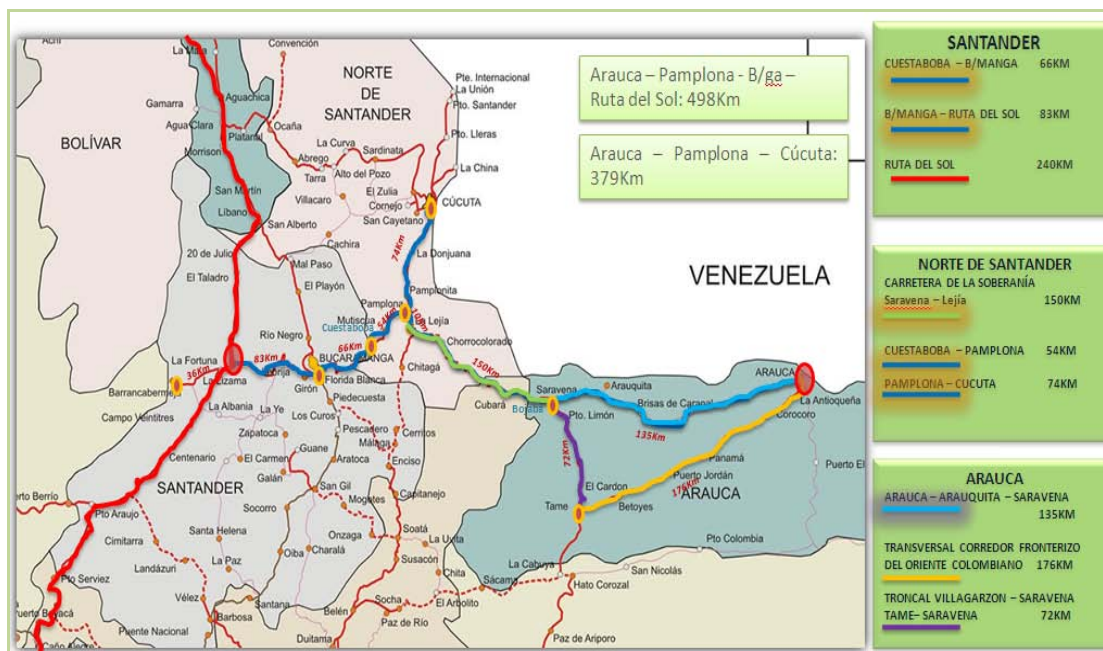 Arauca – Pamplona - B/ga –
Ruta del Sol: 498Km
Arauca – Pamplona – Cúcuta:
379Km
SANTANDER
CUESTABOBA – B/MANGA 66KM
B/MANGA – RUTA DEL SOL 83KM
RUTA DEL SOL 240KM
NORTE DE SANTANDER
CARRETERA DE LA SOBERANÍA
Saravena – Lejía 150KM
CUESTABOBA – PAMPLONA 54KM
PAMPLONA – CUCUTA 74KM
ARAUCA
ARAUCA – ARAUQUITA – SARAVENA
135KM
TRANSVERSAL CORREDOR FRONTERIZO
DEL ORIENTE COLOMBIANO 176KM
TRONCAL VILLAGARZON – SARAVENA
TAME– SARAVENA 72KM
La Mata
Convención
Aguachica
Gamarra
Agua Clara
Platanal
Ocaña
Morrison
NORTE
DE
SANTANDER
Pte. Internacional
La Unión
Pto. Santander
Pto. Lleras
La China
BOLÍVAR
La Curva
Sardinata
Abrego
Tarra
Alto del Pozo
El Zulia
Villacaro
Cornejo
CÚCUTA
San Cayetano
San Martín
Líbano
San Alberto
Cachira
20 de Julio
Mal Paso
El Taladro
El Playón
La Donjuana
74Km
Pamplonita
Pamplona
Mutiscua
Lejía
Cuestaboba
54Km
Chorrocolorado
Río Negro
66Km
BUCARAMANGA
83Km
La Fortuna
36Km
La Lizama
Barrancabermeja
Campo Veintitres
Girón
Florida Blanca
Piedecuesta
Chitagá
150Km
VENEZUELA
Cubará
Saravena
Arauquita
ARAUCA
La Antioqueña
Corocoro
Brisas de Caranal
Pto. Limón
135Km
La Albania
La Ye
Los Curos
Zapatoca
Guane
Pescadero
Málaga
Cerritos
Centenario
El Carmen
Aratoca
Enciso
Galán
SANTANDER
San Gil
Mogotes
Capitanejo
Socorro
72Km
Panamá
Puerto Jordán
El Cardon
176Km
ARAUCA
Tame
Betoyes
Puerto El
Pto Araujo
Cimitarra
Santa Helena
Onzaga
Soatá
La Uvita
Oiba
Charalá
Susacón
Landázuri
La Paz
Chita
Pto Colombia
La Cabuya
San Nicolás
Sácama
Hato Corozal
Pto Serviez
Vélez
Santana
Barbosa
Belén
Socha
El Arbolito
Paz de Río
Puente Nacional
Duitama
Paz de Ariporo